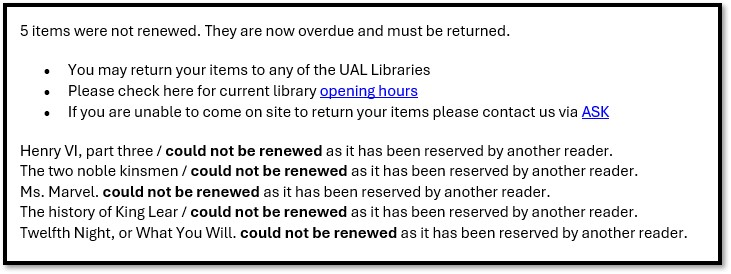 5 items were not renewed. They are now overdue and must be returned.
• You may return your items to any of the UAL Libraries
• Please check here for current library opening hours
• If you are unable to come on site to return your items please contact us via ASK
Henry VI, part three / could not be renewed as it has been reserved by another reader.
The two noble kinsmen / could not be renewed as it has been reserved by another reader.
Ms. Marvel. could not be renewed as it has been reserved by another reader.
The history of King Lear / could not be renewed as it has been reserved by another reader.
Twelfth Night, or What You Will. could not be renewed as it has been reserved by another reader.